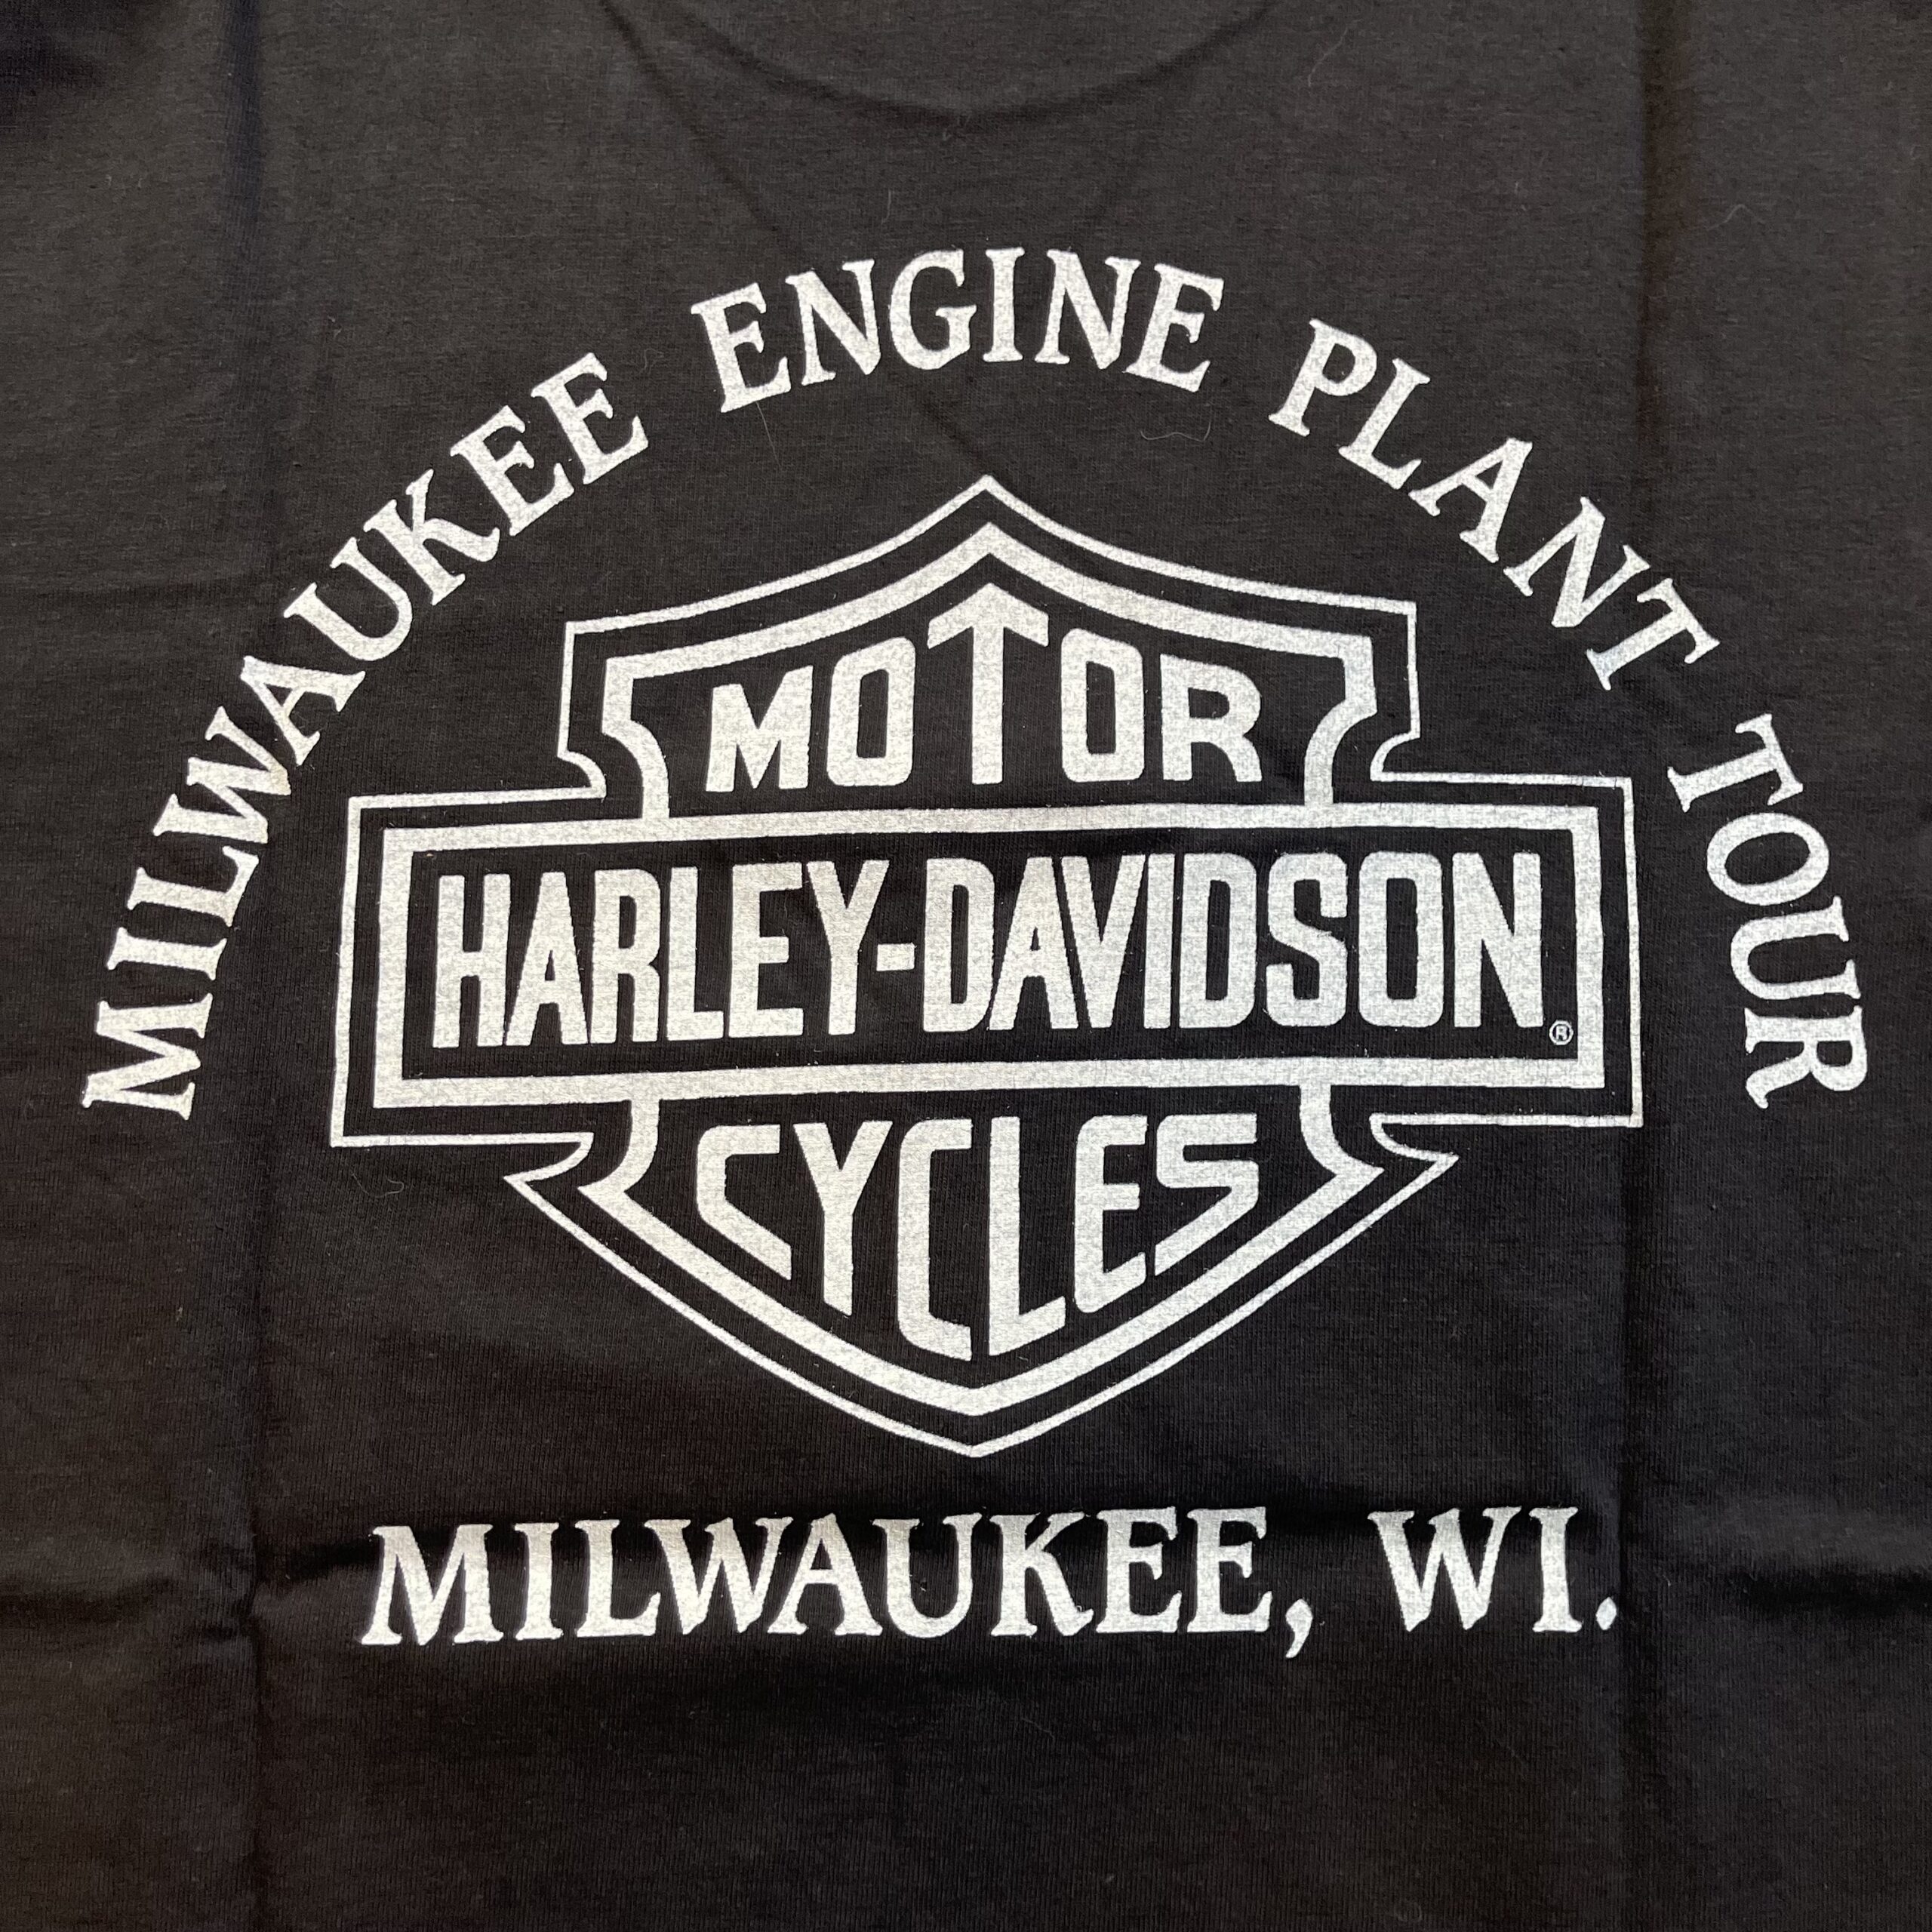 MILWAUKEE ENGINE PLANT TOUR
MOTOR
HARLEY-DAVIDSON®
CYCLES
MILWAUKEE, WI.